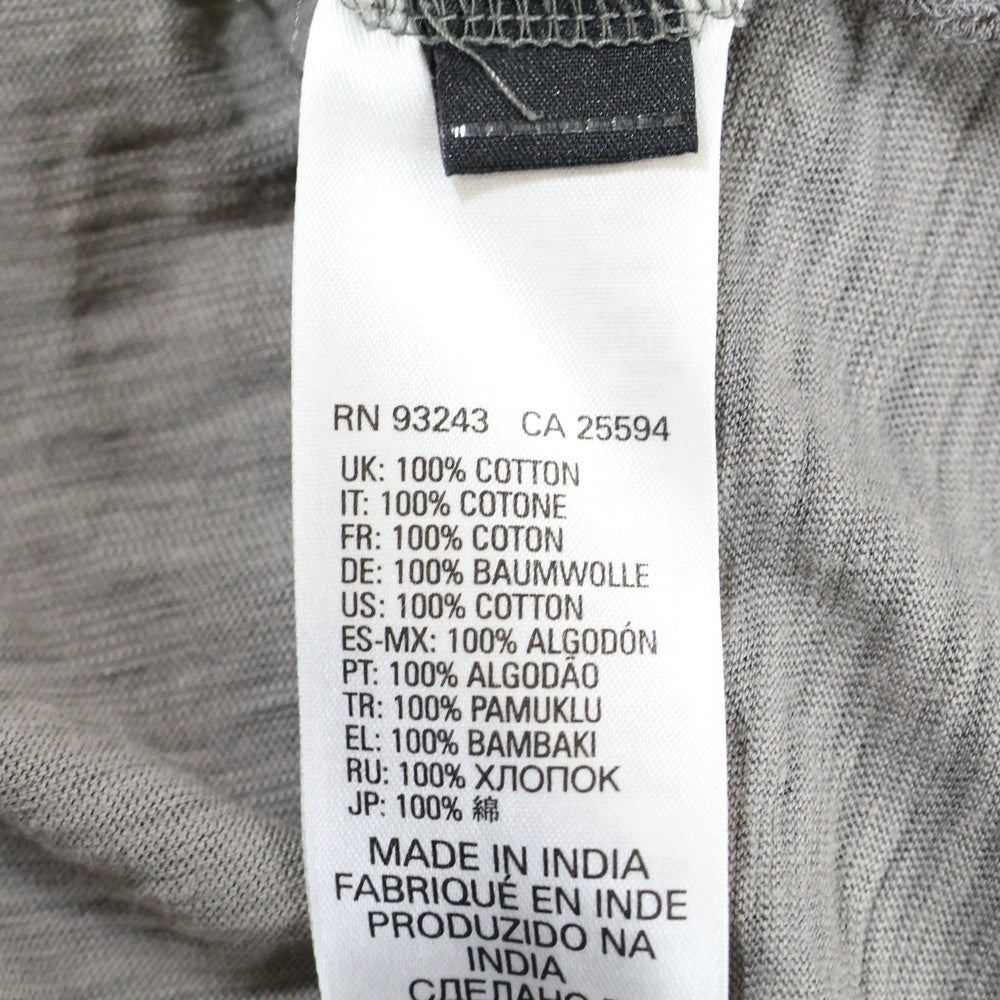 RN 93243 CA 25594
UK: 100% COTTON
IT: 100% COTONE
FR: 100% COTON
DE: 100% BAUMWOLLE
US: 100% COTTON
ES-MX: 100% ALGODÓN
PT: 100% ALGODÃO
TR: 100% PAMUKLU
EL: 100% BAMBAKI
RU: 100% ХЛОПОК
JP: 100% 綿
MADE IN INDIA
FABRIQUÉ EN INDE
PRODUZIDO NA
INDIA
СДЕЛАНО